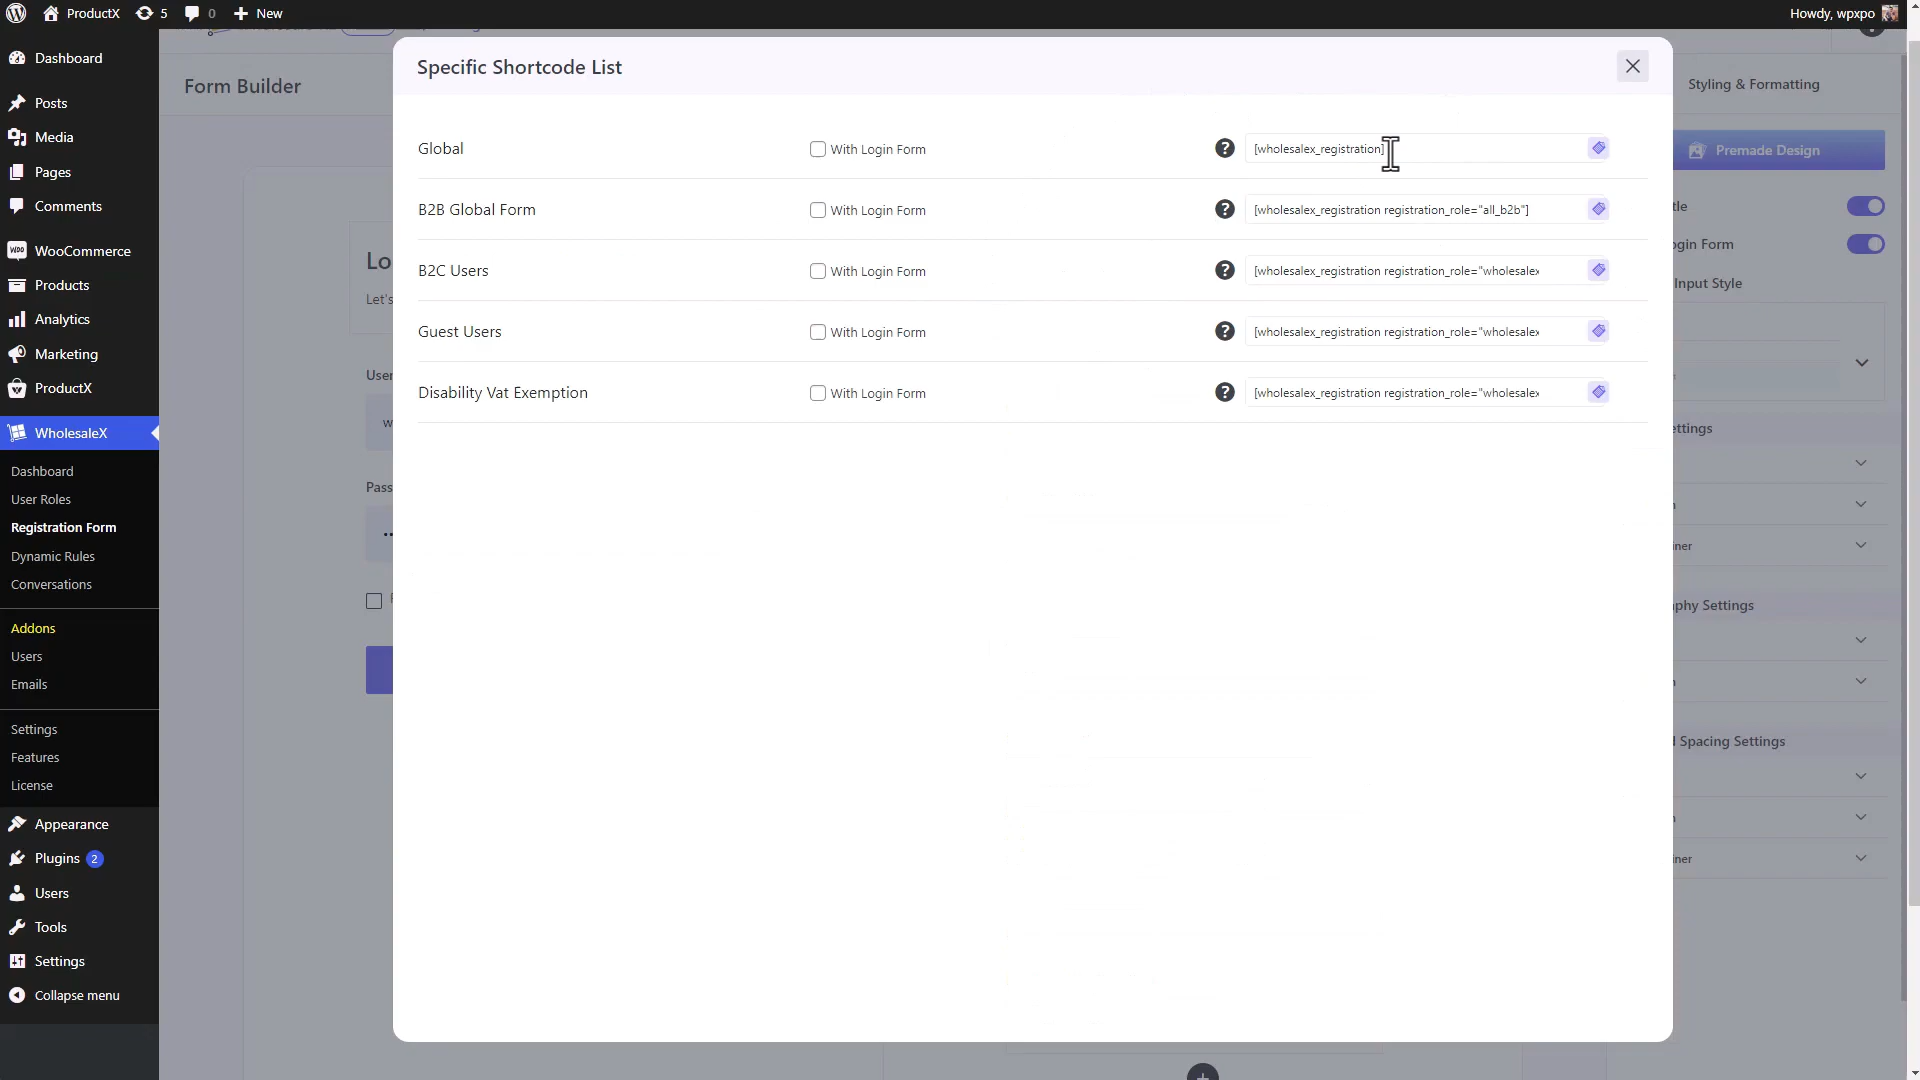 ProductX
5
0
New
Howdy, wpxpo
Dashboard
Posts
Media
Pages
Comments
WooCommerce
Products
Analytics
Marketing
ProductX
WholesaleX
Dashboard
User Roles
Registration Form
Dynamic Rules
Conversations
Addons
Users
Emails
Settings
Features
License
Appearance
Plugins 2
Users
Tools
Settings
Collapse menu
Form Builder
Specific Shortcode List
Global
With Login Form
[wholesalex_registration]
B2B Global Form
With Login Form
[wholesalex_registration registration_role="all_b2b"]
B2C Users
With Login Form
[wholesalex_registration registration_role="wholesalex
Guest Users
With Login Form
[wholesalex_registration registration_role="wholesalex
Disability Vat Exemption
With Login Form
[wholesalex_registration registration_role="wholesalex
Lo
Let's
User
w
Pass
Styling & Formatting
Premade Design
tle
ogin Form
Input Style
ettings
iner
phy Settings
Spacing Settings
iner